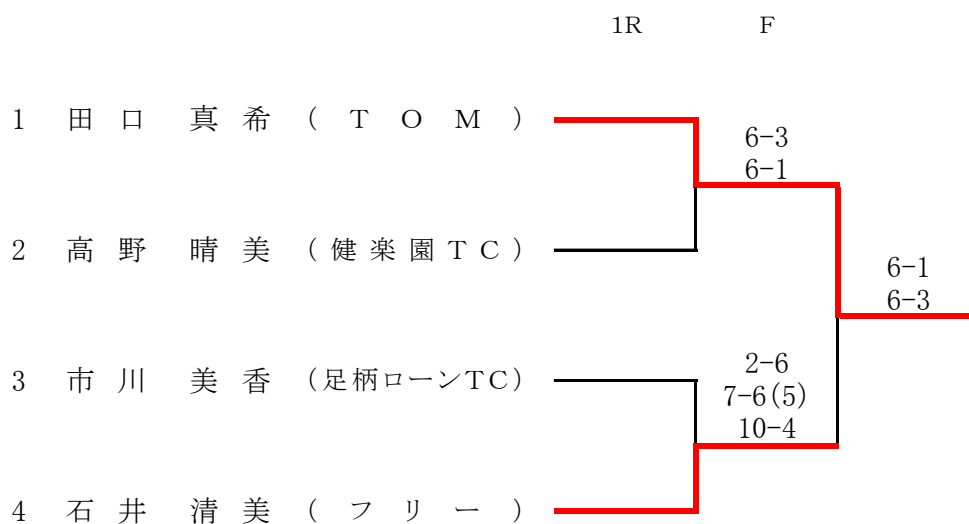 1R F
1 田口 真希 (TOM)
6-3
6-1
2 高野 晴美 (健楽園TC)
6-1
6-3
3 市川 美香 (足柄ローンTC)
2-6
7-6(5)
10-4
4 石井 清美 (フリー)